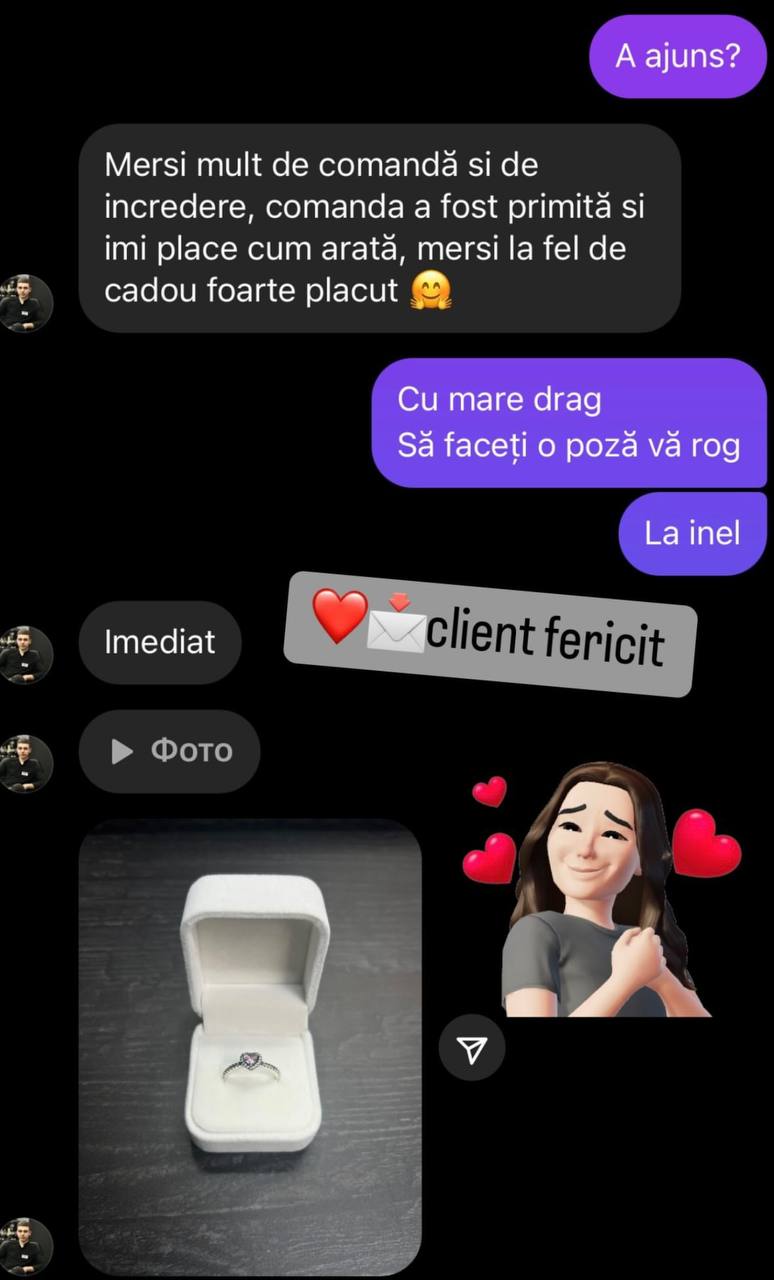 A ajuns?
Mersi mult de comandă si de
incredere, comanda a fost primită si
imi place cum arată, mersi la fel de
cadou foarte placut 🤗
Cu mare drag
Să faceți o poză vă rog
La inel
❤️📩client fericit
Imediat
Фото